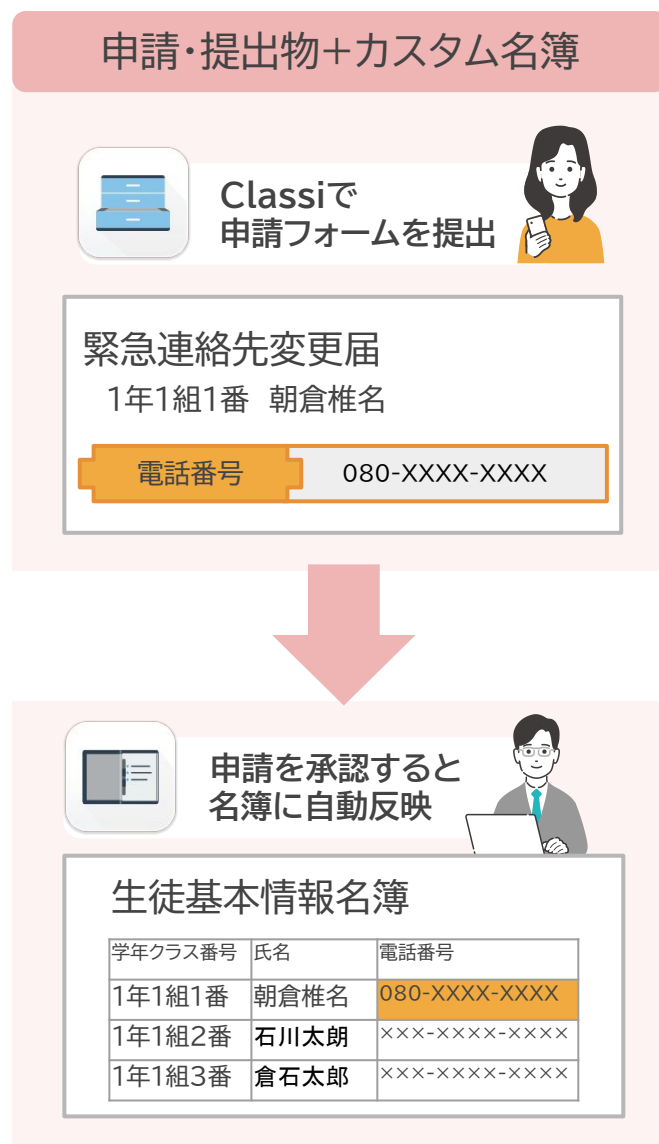 申請・提出物+カスタム名簿
Classiで
申請フォームを提出
緊急連絡先変更届
1年1組1番 朝倉椎名
電話番号 080-XXXX-XXXX
申請を承認すると
名簿に自動反映
生徒基本情報名簿
学年クラス番号 氏名 電話番号
1年1組1番 朝倉椎名 080-XXXX-XXXX
1年1組2番 石川太朗 ×××-××××-××××
1年1組3番 倉石太郎 ×××-××××-××××